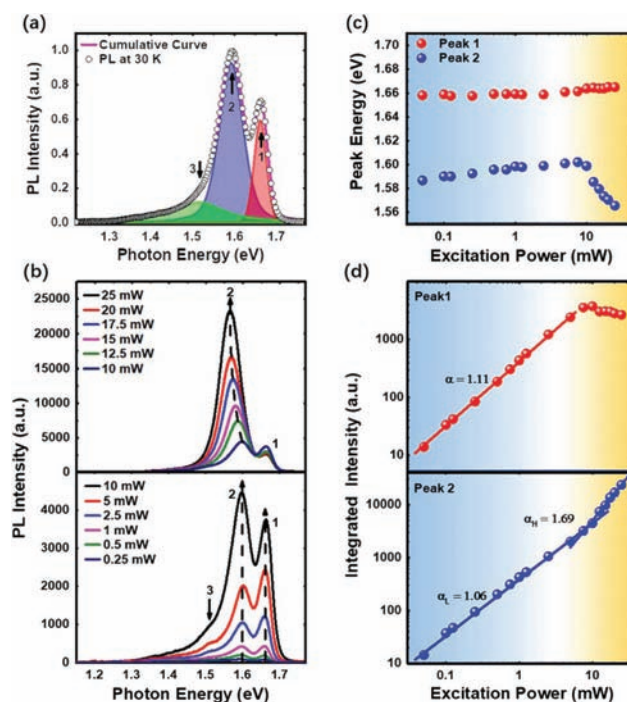 (a)
Cumulative Curve
PL at 30 K
1
2
3
PL Intensity (a.u.)
1.0
0.8
0.6
0.4
0.2
0.0
1.3 1.4 1.5 1.6 1.7
Photon Energy (eV)
(b)
25 mW
20 mW
17.5 mW
15 mW
12.5 mW
10 mW
2
1
25000
20000
15000
10000
5000
0
10 mW
5 mW
2.5 mW
1 mW
0.5 mW
0.25 mW
2
1
3
4000
3000
2000
1000
0
PL Intensity (a.u.)
1.2 1.3 1.4 1.5 1.6 1.7
Photon Energy (eV)
(c)
Peak 1
Peak 2
Peak Energy (eV)
1.70
1.68
1.66
1.64
1.62
1.60
1.58
1.56
0.1 1 10
Excitation Power (mW)
(d)
Peak1
α = 1.11
1000
100
10
Peak 2
α_H = 1.69
α_L = 1.06
10000
1000
100
10
Integrated Intensity (a.u.)
0.1 1 10
Excitation Power (mW)